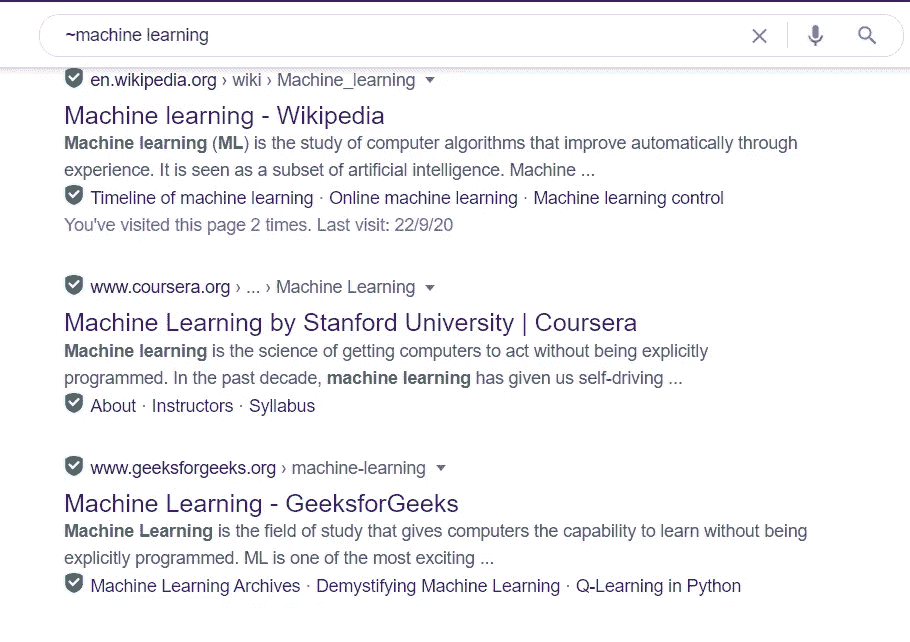 ~machine learning
en.wikipedia.org › wiki › Machine_learning
Machine learning - Wikipedia
Machine learning (ML) is the study of computer algorithms that improve automatically through
experience. It is seen as a subset of artificial intelligence. Machine ...
Timeline of machine learning · Online machine learning · Machine learning control
You've visited this page 2 times. Last visit: 22/9/20
www.coursera.org › ... › Machine Learning
Machine Learning by Stanford University | Coursera
Machine learning is the science of getting computers to act without being explicitly
programmed. In the past decade, machine learning has given us self-driving ...
About · Instructors · Syllabus
www.geeksforgeeks.org › machine-learning
Machine Learning - GeeksforGeeks
Machine Learning is the field of study that gives computers the capability to learn without being
explicitly programmed. ML is one of the most exciting ...
Machine Learning Archives · Demystifying Machine Learning · Q-Learning in Python